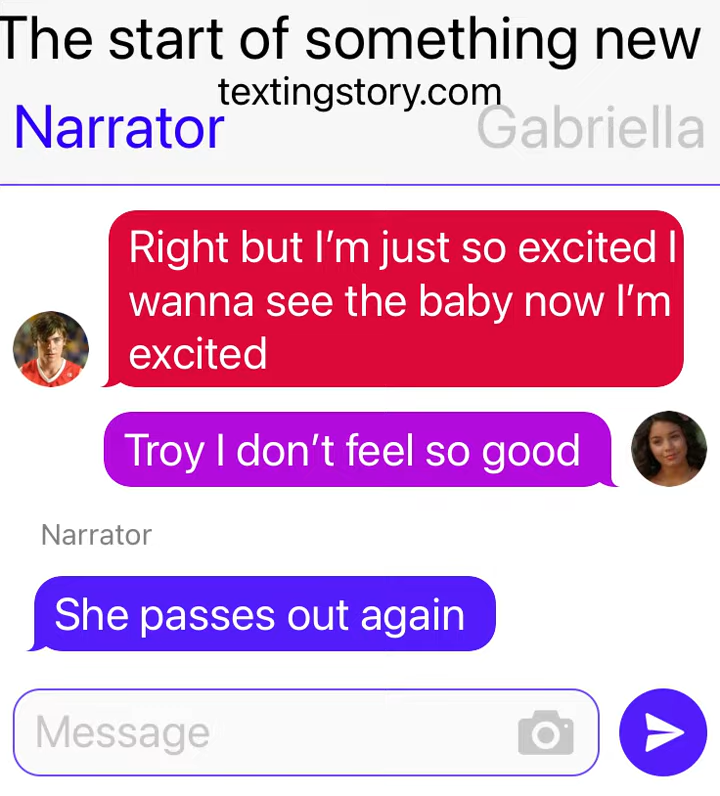 The start of something new
textingstory.com
Narrator
Gabriella
Right but I’m just so excited I
wanna see the baby now I’m
excited
Troy I don’t feel so good
Narrator
She passes out again
Message